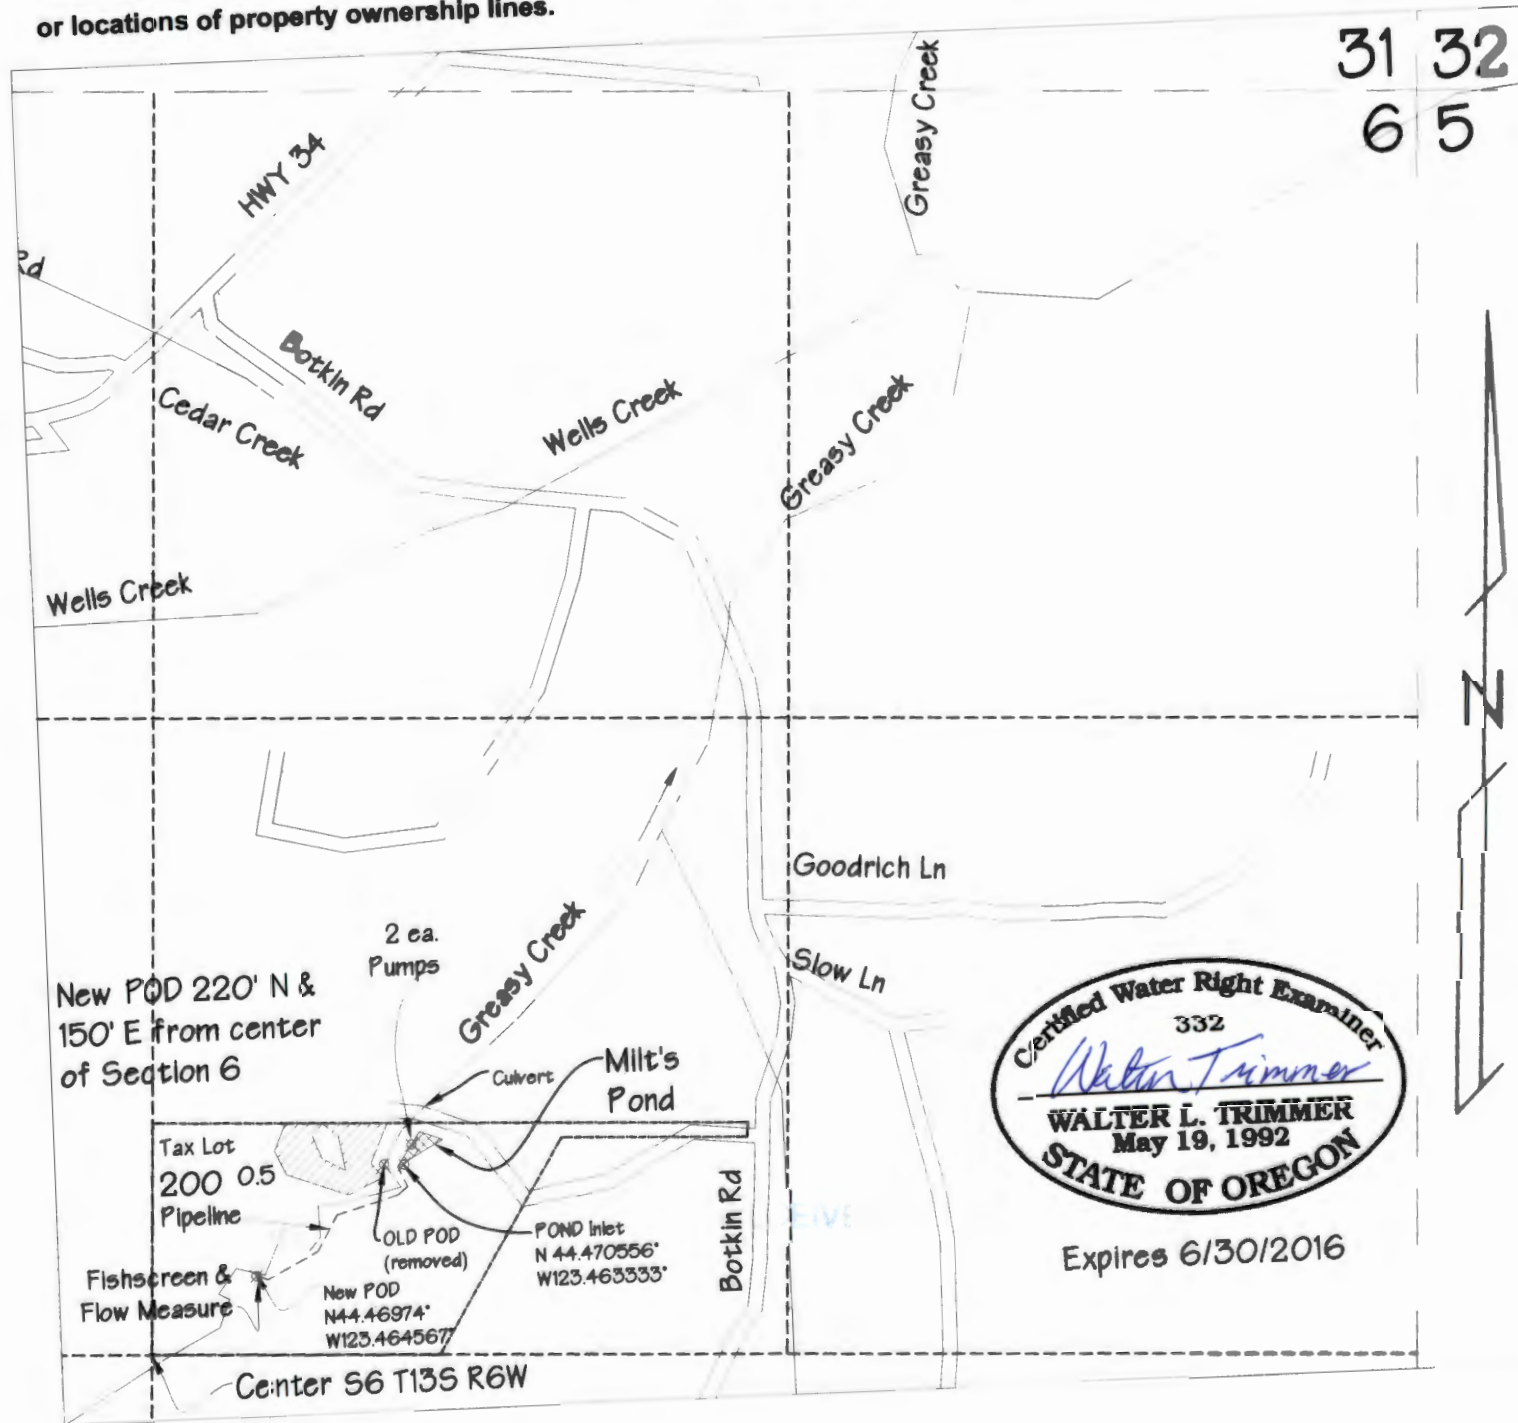 or locations of property ownership lines.
31 32
6 5
Greasy Creek
HWY 34
Rd
Botkin Rd
Cedar Creek
Wells Creek
Greasy Creek
Wells Creek
N
Goodrich Ln
2 ea.
Pumps
Greasy Creek
Slow Ln
New POD 220' N &
150' E from center
of Section 6
Culvert
Milt's
Pond
Certified Water Right Examiner
332
Walter Trimmer
WALTER L. TRIMMER
May 19, 1992
STATE OF OREGON
Expires 6/30/2016
Tax Lot
200 0.5
Pipeline
OLD POD
(removed)
POND Inlet
N 44.470556°
W123.463333°
Botkin Rd
EIVE
Fishscreen &
Flow Measure
New POD
N44.46974°
W123.464567°
Center S6 T13S R6W